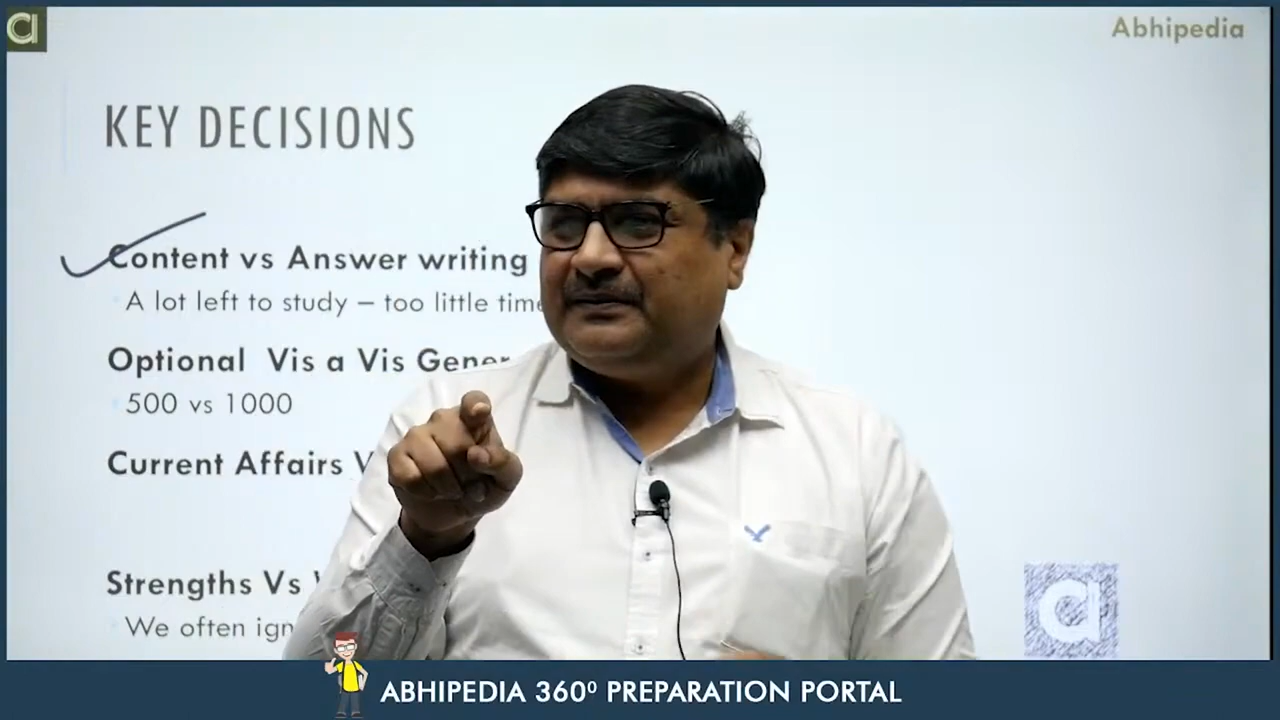 Abhipedia
KEY DECISIONS
Content vs Answer writing
A lot left to study – too little time
Optional Vis a Vis Gener
500 vs 1000
Current Affairs V
Strengths Vs
We often ign
ABHIPEDIA 360⁰ PREPARATION PORTAL